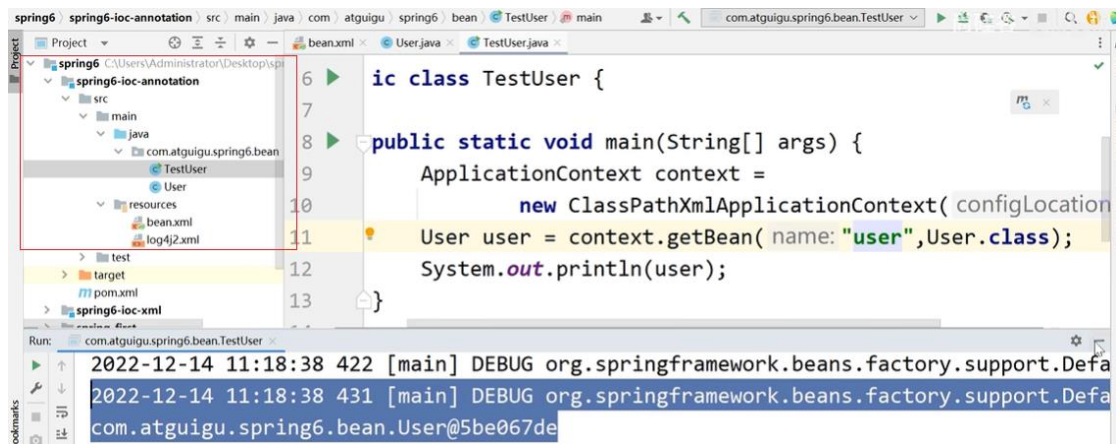 spring6 spring6-ioc-annotation src main java com atguigu spring6 bean TestUser main com.atguigu.spring6.bean.TestUser
Project
bean.xml User.java TestUser.java
Project
spring6 C:\Users\Administrator\Desktop\spr
spring6-ioc-annotation
src
main
java
com.atguigu.spring6.bean
TestUser
User
resources
bean.xml
log4j2.xml
test
target
pom.xml
spring6-ioc-xml
6 ic class TestUser {
7
8 public static void main(String[] args) {
9 ApplicationContext context =
10 new ClassPathXmlApplicationContext( configLocation
11 User user = context.getBean( name: "user",User.class);
12 System.out.println(user);
13 }
Run: com.atguigu.spring6.bean.TestUser
2022-12-14 11:18:38 422 [main] DEBUG org.springframework.beans.factory.support.Defa
2022-12-14 11:18:38 431 [main] DEBUG org.springframework.beans.factory.support.Defa
com.atguigu.spring6.bean.User@5be067de